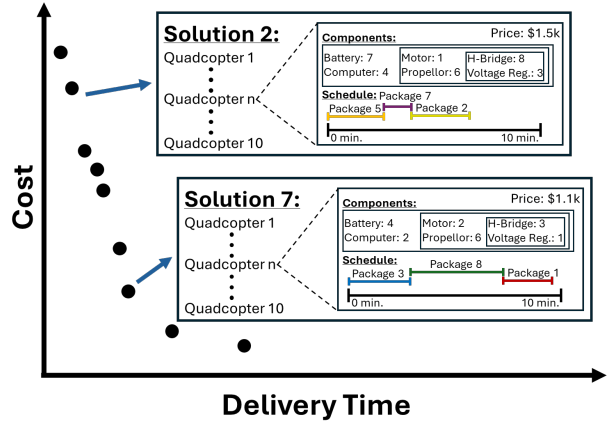 Cost
Solution 2:
Quadcopter 1
Quadcopter n
Quadcopter 10
Price: $1.5k
Components:
Battery: 7
Computer: 4
Motor: 1
Propellor: 6
H-Bridge: 8
Voltage Reg.: 3
Schedule: Package 7
Package 5 Package 2
0 min. 10 min.
Solution 7:
Quadcopter 1
Quadcopter n
Quadcopter 10
Price: $1.1k
Components:
Battery: 4
Computer: 2
Motor: 2
Propellor: 6
H-Bridge: 3
Voltage Reg.: 1
Schedule:
Package 3 Package 8 Package 1
0 min. 10 min.
Delivery Time